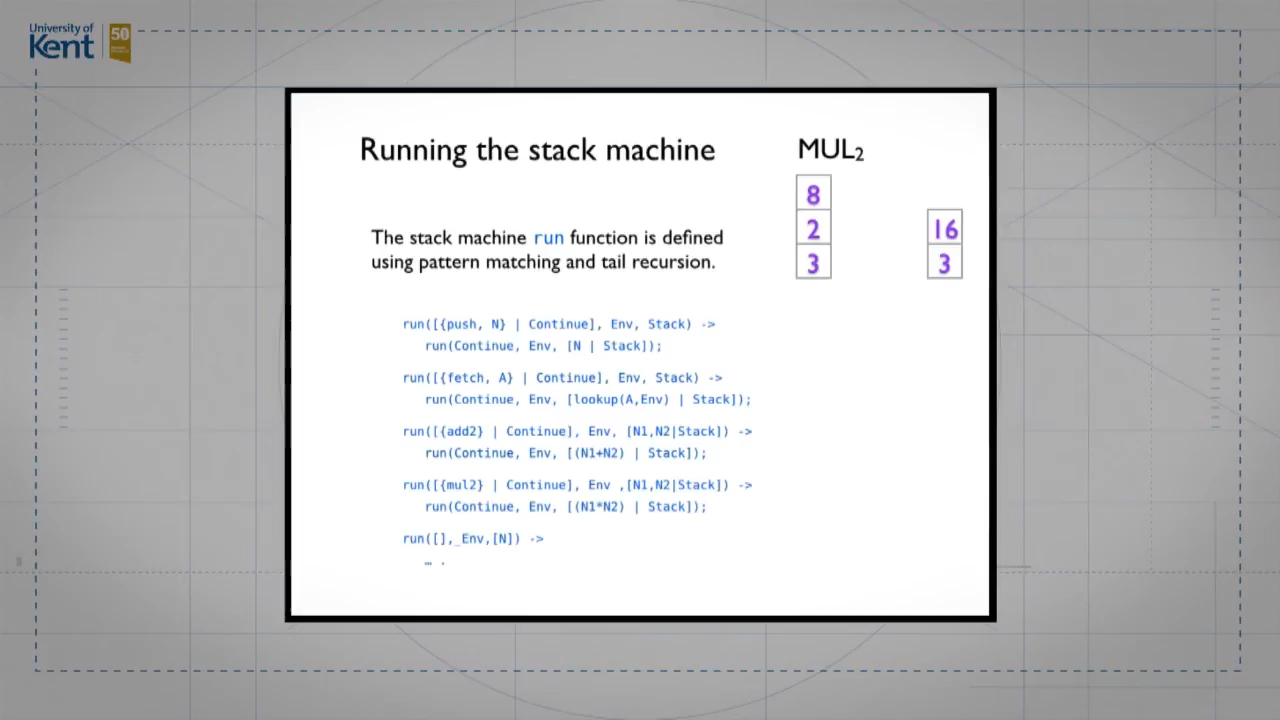 University of
Kent
50
Running the stack machine
MUL₂
8
2
3
16
3
The stack machine run function is defined
using pattern matching and tail recursion.
run([{push, N} | Continue], Env, Stack) ->
run(Continue, Env, [N | Stack]);
run([{fetch, A} | Continue], Env, Stack) ->
run(Continue, Env, [lookup(A,Env) | Stack]);
run([{add2} | Continue], Env, [N1,N2|Stack]) ->
run(Continue, Env, [(N1+N2) | Stack]);
run([{mul2} | Continue], Env ,[N1,N2|Stack]) ->
run(Continue, Env, [(N1*N2) | Stack]);
run([],_Env,[N]) ->
… .